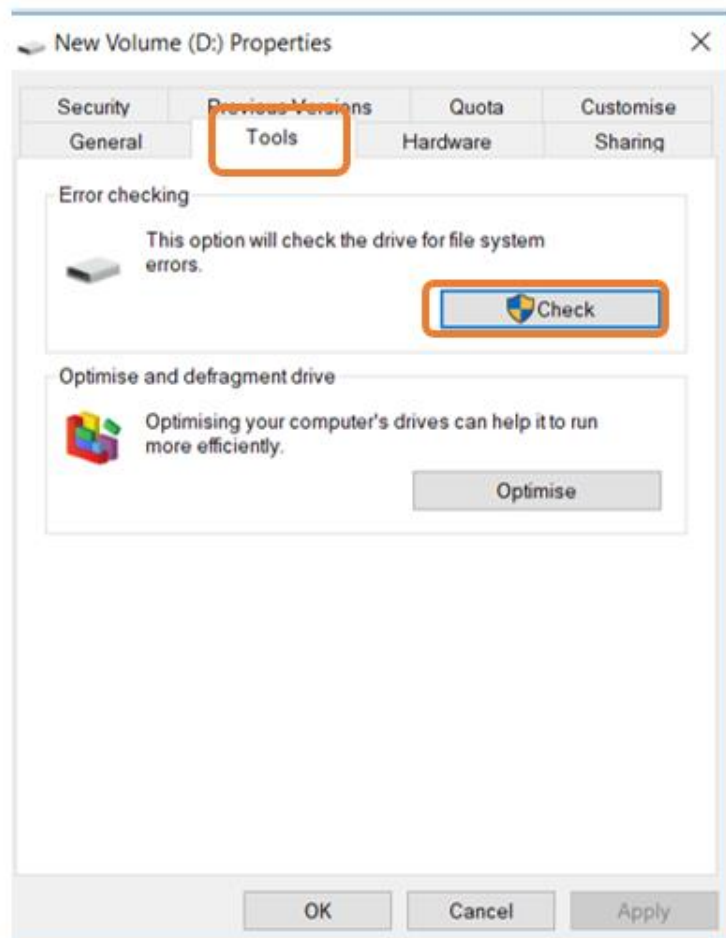 New Volume (D:) Properties
Security Previous Versions Quota Customise
General Tools Hardware Sharing
Error checking
This option will check the drive for file system
errors.
Check
Optimise and defragment drive
Optimising your computer's drives can help it to run
more efficiently.
Optimise
OK Cancel Apply